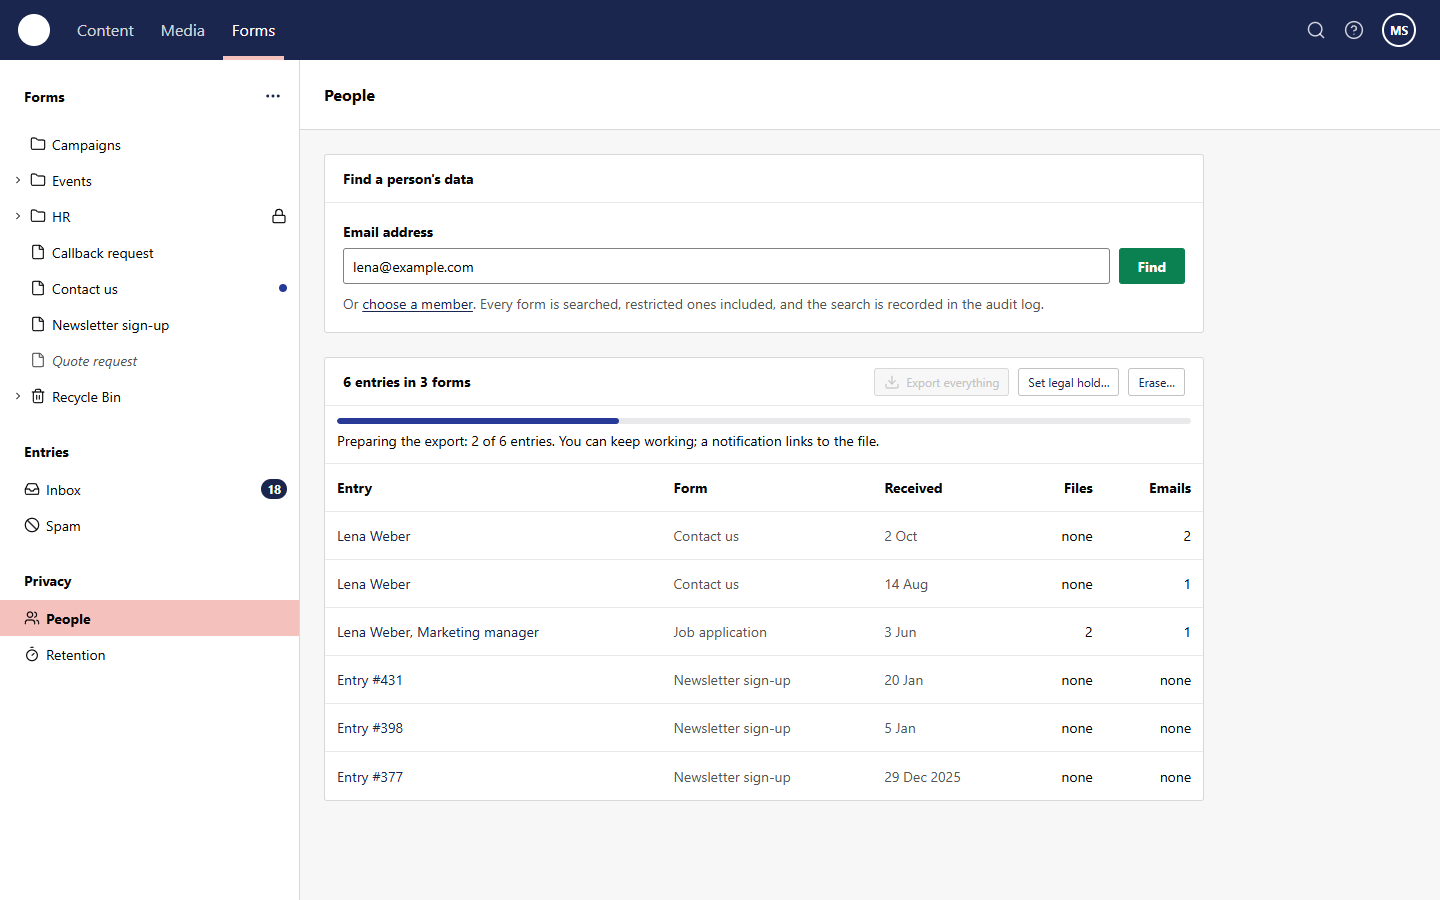 Content Media Forms
MS
Forms
Campaigns
Events
HR
Callback request
Contact us
Newsletter sign-up
Quote request
Recycle Bin
Entries
Inbox 18
Spam
Privacy
People
Retention
People
Find a person's data
Email address
lena@example.com Find
Or choose a member. Every form is searched, restricted ones included, and the search is recorded in the audit log.
6 entries in 3 forms Export everything Set legal hold... Erase...
Preparing the export: 2 of 6 entries. You can keep working; a notification links to the file.
Entry Form Received Files Emails
Lena Weber Contact us 2 Oct none 2
Lena Weber Contact us 14 Aug none 1
Lena Weber, Marketing manager Job application 3 Jun 2 1
Entry #431 Newsletter sign-up 20 Jan none none
Entry #398 Newsletter sign-up 5 Jan none none
Entry #377 Newsletter sign-up 29 Dec 2025 none none